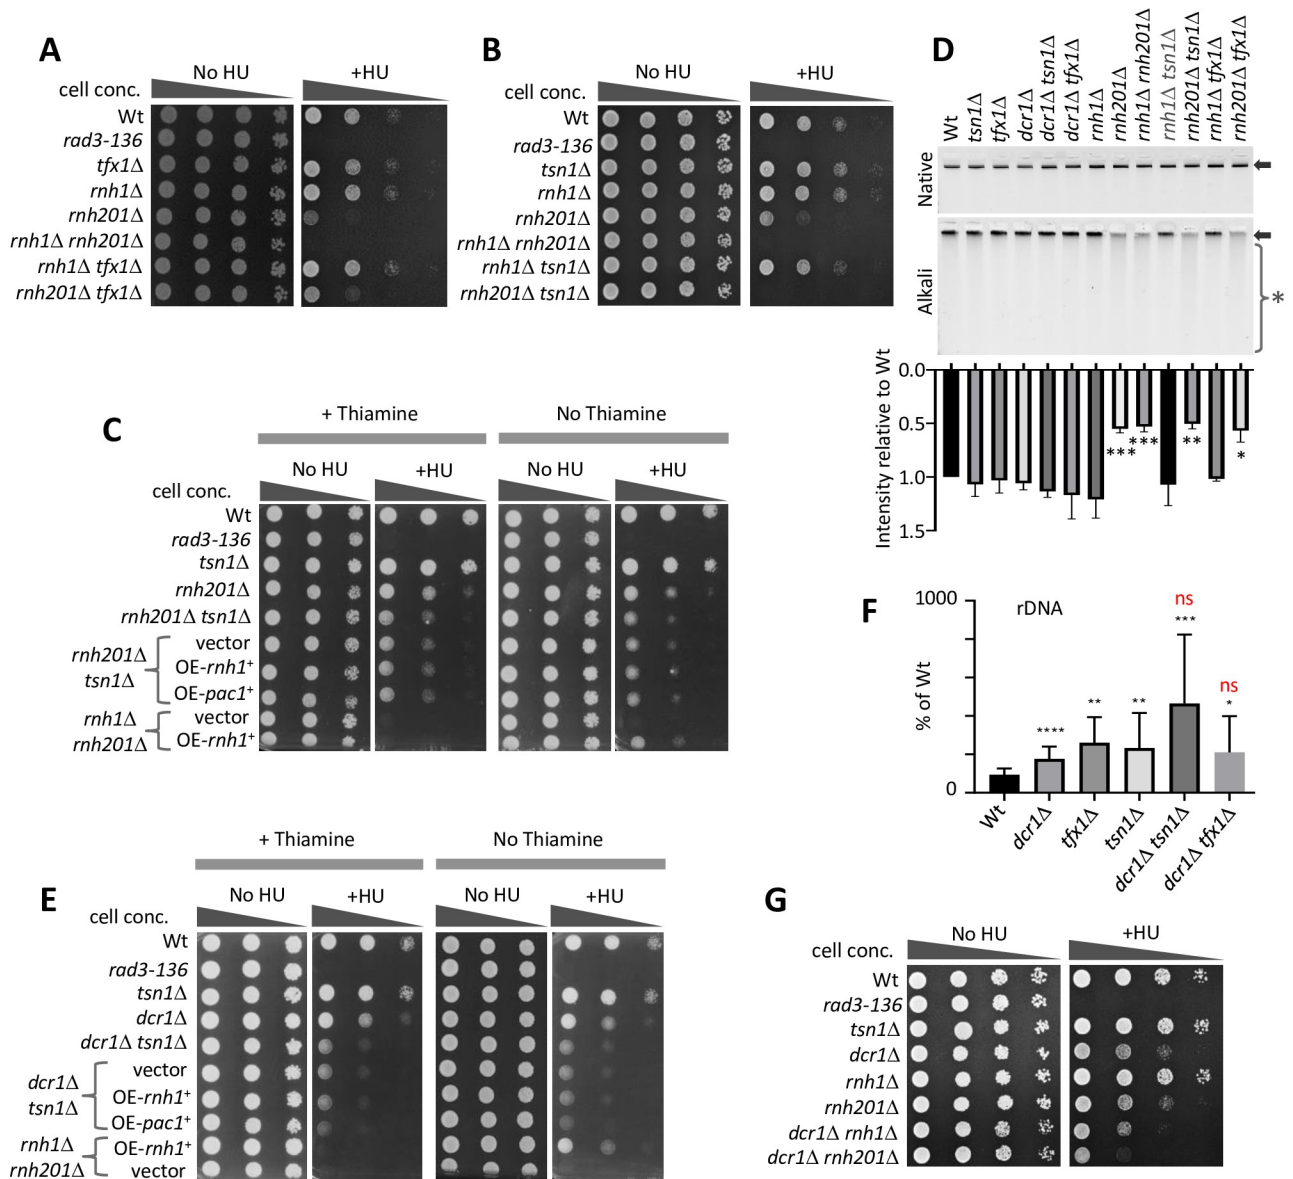 A
No HU
+HU
cell conc.
Wt
rad3-136
tfx1Δ
rnh1Δ
rnh201Δ
rnh1Δ rnh201Δ
rnh1Δ tfx1Δ
rnh201Δ tfx1Δ
B
No HU
+HU
cell conc.
Wt
rad3-136
tsn1Δ
rnh1Δ
rnh201Δ
rnh1Δ rnh201Δ
rnh1Δ tsn1Δ
rnh201Δ tsn1Δ
C
+ Thiamine
No Thiamine
No HU
+HU
No HU
+HU
cell conc.
Wt
rad3-136
tsn1Δ
rnh201Δ
rnh201Δ tsn1Δ
rnh201Δ
tsn1Δ
vector
OE-rnh1+
OE-pac1+
rnh1Δ
rnh201Δ
vector
OE-rnh1+
D
Wt
tsn1Δ
tfx1Δ
dcr1Δ
dcr1Δ tsn1Δ
dcr1Δ tfx1Δ
rnh1Δ
rnh201Δ
rnh1Δ rnh201Δ
rnh1Δ tsn1Δ
rnh201Δ tsn1Δ
rnh1Δ tfx1Δ
rnh201Δ tfx1Δ
Native
Alkali
*
Intensity relative to Wt
0.0
0.5
1.0
1.5
***
***
**
*
E
+ Thiamine
No Thiamine
No HU
+HU
No HU
+HU
cell conc.
Wt
rad3-136
tsn1Δ
dcr1Δ
dcr1Δ tsn1Δ
dcr1Δ
tsn1Δ
vector
OE-rnh1+
OE-pac1+
rnh1Δ
rnh201Δ
OE-rnh1+
vector
F
rDNA
% of Wt
1000
0
****
**
**
ns
***
ns
*
Wt
dcr1Δ
tfx1Δ
tsn1Δ
dcr1Δ tsn1Δ
dcr1Δ tfx1Δ
G
No HU
+HU
cell conc.
Wt
rad3-136
tsn1Δ
dcr1Δ
rnh1Δ
rnh201Δ
dcr1Δ rnh1Δ
dcr1Δ rnh201Δ